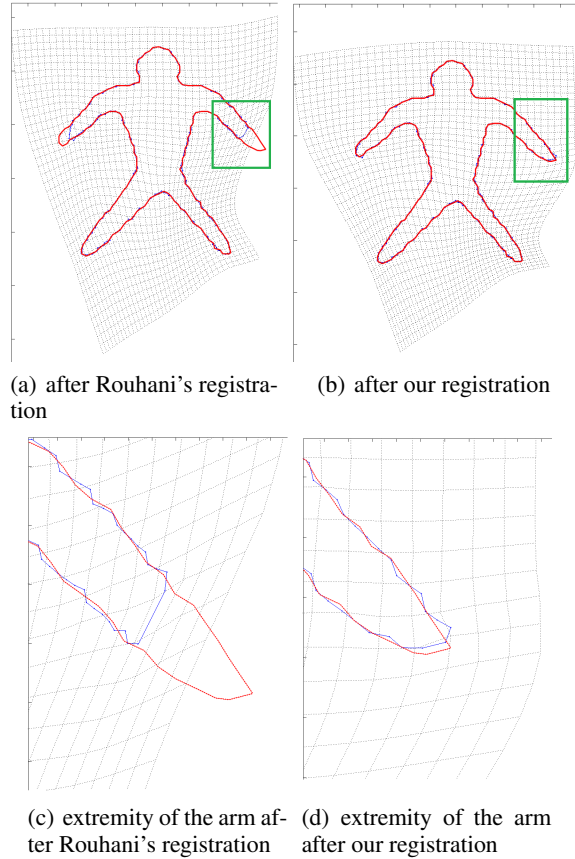 (a) after Rouhani's registra-
tion
(b) after our registration
(c) extremity of the arm af-
ter Rouhani's registration
(d) extremity of the arm
after our registration